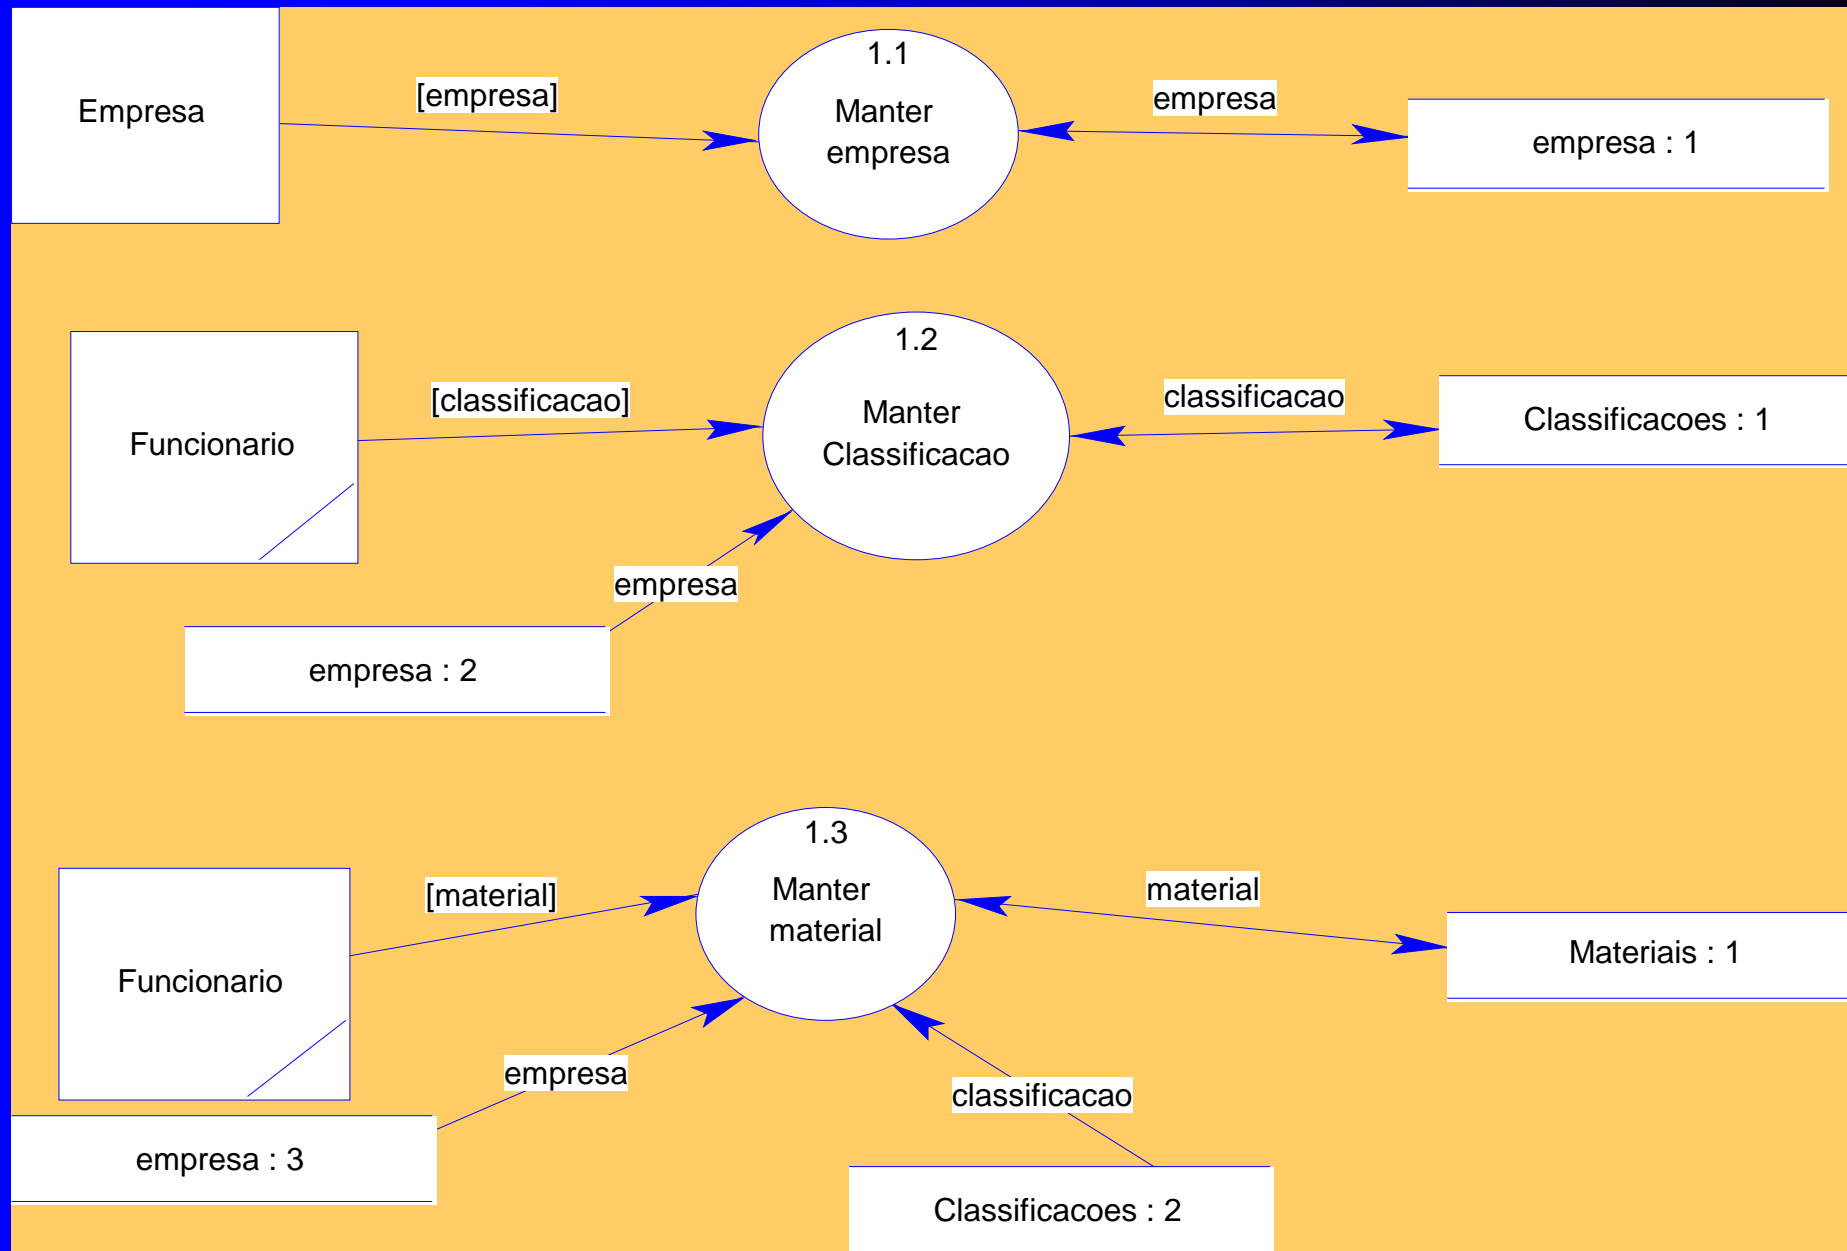 1.1
Empresa
[empresa]
Manter
empresa
empresa
empresa : 1
1.2
Funcionario
[classificacao]
Manter
Classificacao
classificacao
Classificacoes : 1
empresa
empresa : 2
1.3
Funcionario
[material]
Manter
material
material
Materiais : 1
empresa
classificacao
empresa : 3
Classificacoes : 2